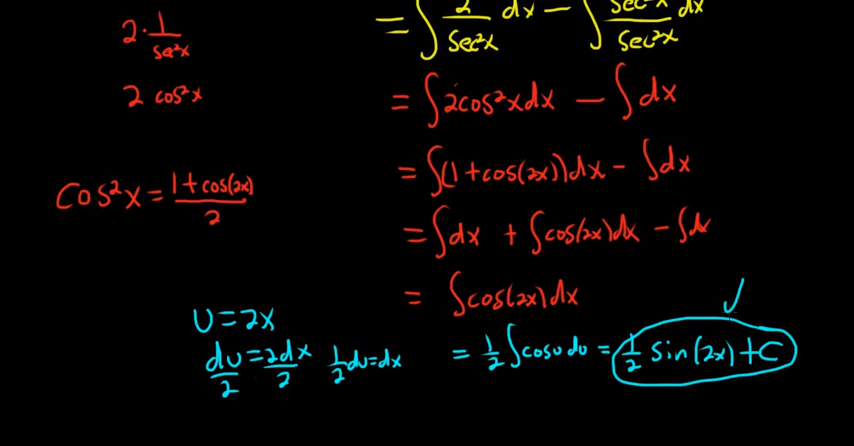 = ∫ 2/sec²x dx − ∫ sec²x/sec²x dx
2 · 1/sec²x
2 cos²x
= ∫ 2cos²x dx − ∫ dx
= ∫(1 + cos(2x))dx − ∫ dx
cos²x = 1 + cos(2x)/2
= ∫ dx + ∫ cos(2x)dx − ∫ dx
= ∫ cos(2x)dx
✓
U = 2x
du/2 = 2dx/2 1/2 du = dx
= 1/2 ∫ cos u du = 1/2 sin(2x) + C